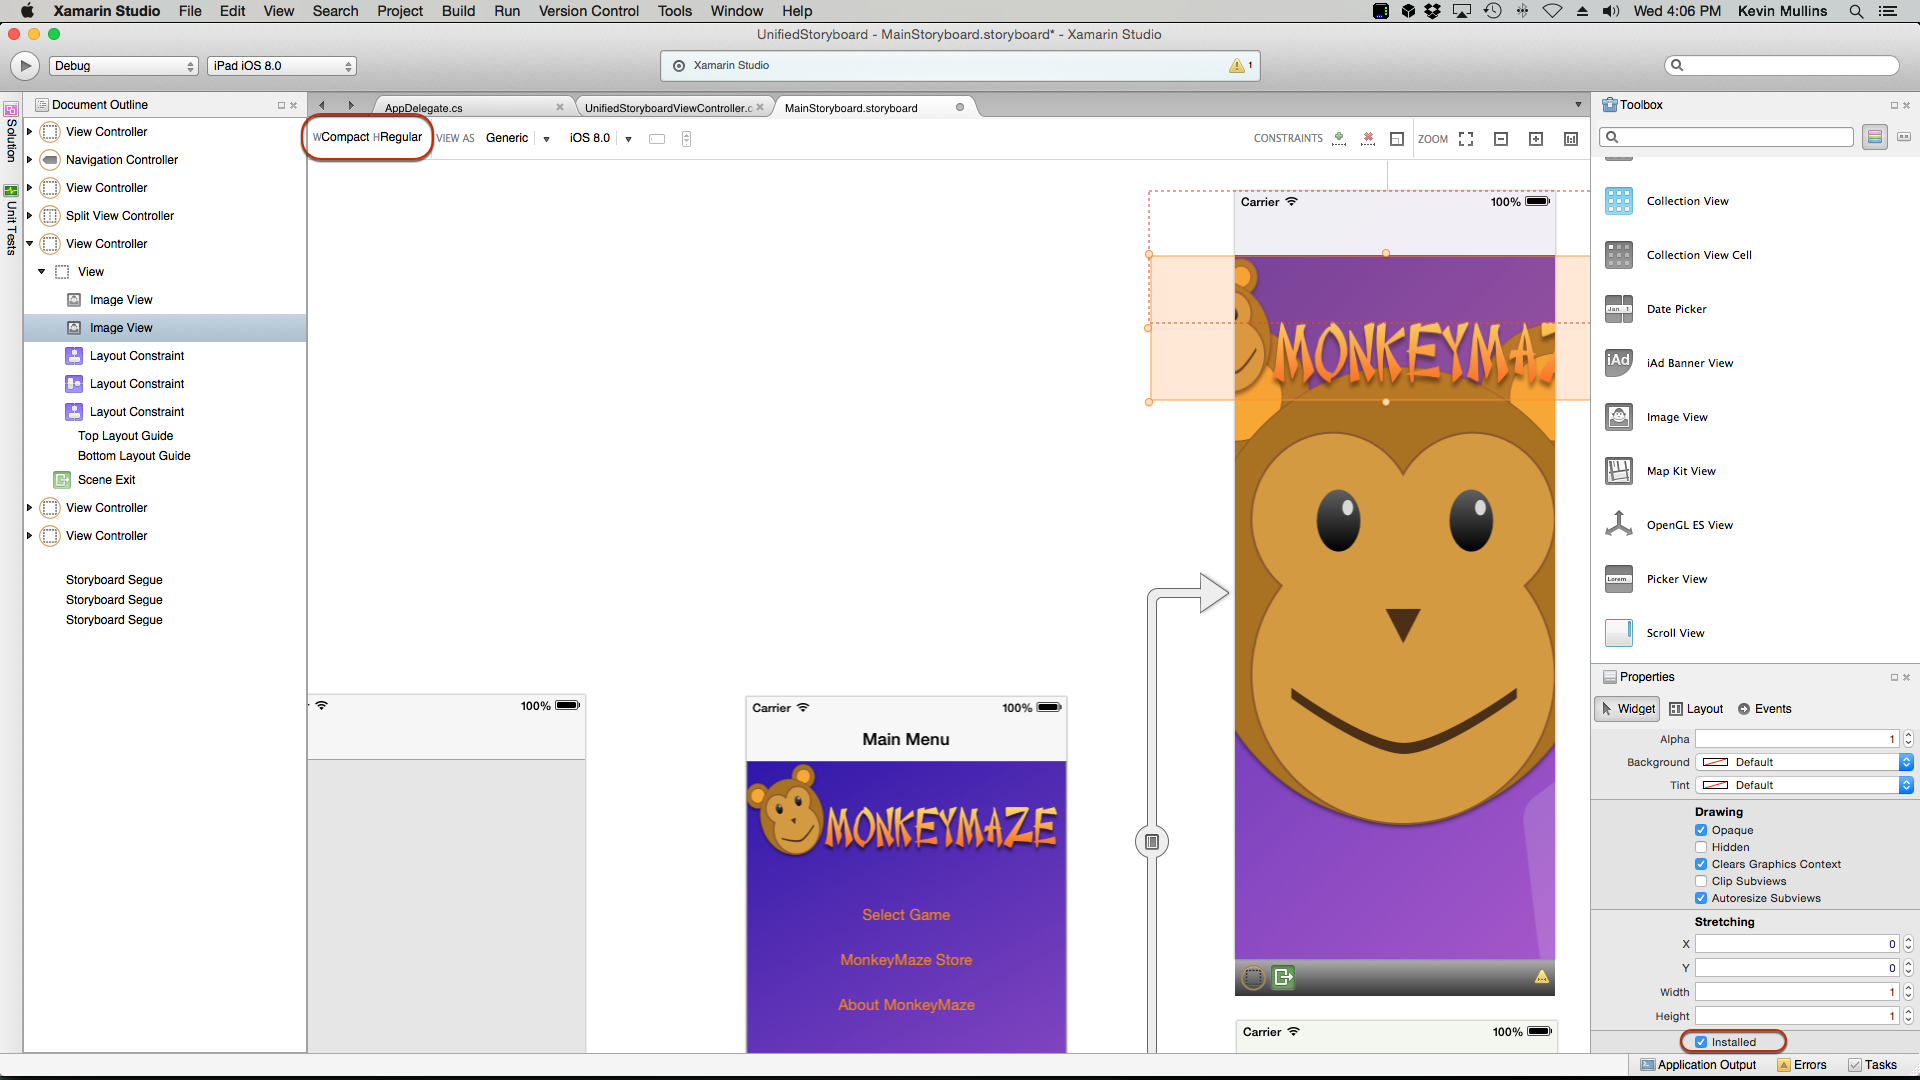 Xamarin Studio File Edit View Search Project Build Run Version Control Tools Window Help Wed 4:06 PM Kevin Mullins
UnifiedStoryboard - MainStoryboard.storyboard* - Xamarin Studio
Debug
iPad iOS 8.0
Xamarin Studio
1
Solution
Unit Tests
Document Outline
View Controller
Navigation Controller
View Controller
Split View Controller
View Controller
View
Image View
Image View
Layout Constraint
Layout Constraint
Layout Constraint
Top Layout Guide
Bottom Layout Guide
Scene Exit
View Controller
View Controller
Storyboard Segue
Storyboard Segue
Storyboard Segue
AppDelegate.cs
UnifiedStoryboardViewController.c
MainStoryboard.storyboard
WCompact HRegular VIEW AS Generic iOS 8.0
CONSTRAINTS ZOOM
100%
Carrier 100%
Main Menu
MONKEYMAZE
Select Game
MonkeyMaze Store
About MonkeyMaze
Carrier 100%
MONKEYMAZE
Carrier 100%
Toolbox
Collection View
Collection View Cell
Jan 1
Date Picker
iAd
iAd Banner View
Image View
Map Kit View
OpenGL ES View
Lorem
Picker View
Scroll View
Properties
Widget Layout Events
Alpha 1
Background Default
Tint Default
Drawing
Opaque
Hidden
Clears Graphics Context
Clip Subviews
Autoresize Subviews
Stretching
X 0
Y 0
Width 1
Height 1
Installed
Application Output Errors Tasks